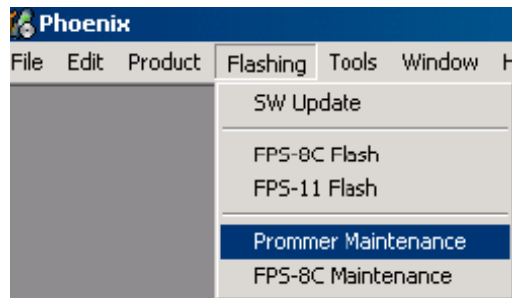 Phoenix
File Edit Product Flashing Tools Window H
SW Update
FPS-8C Flash
FPS-11 Flash
Prommer Maintenance
FPS-8C Maintenance